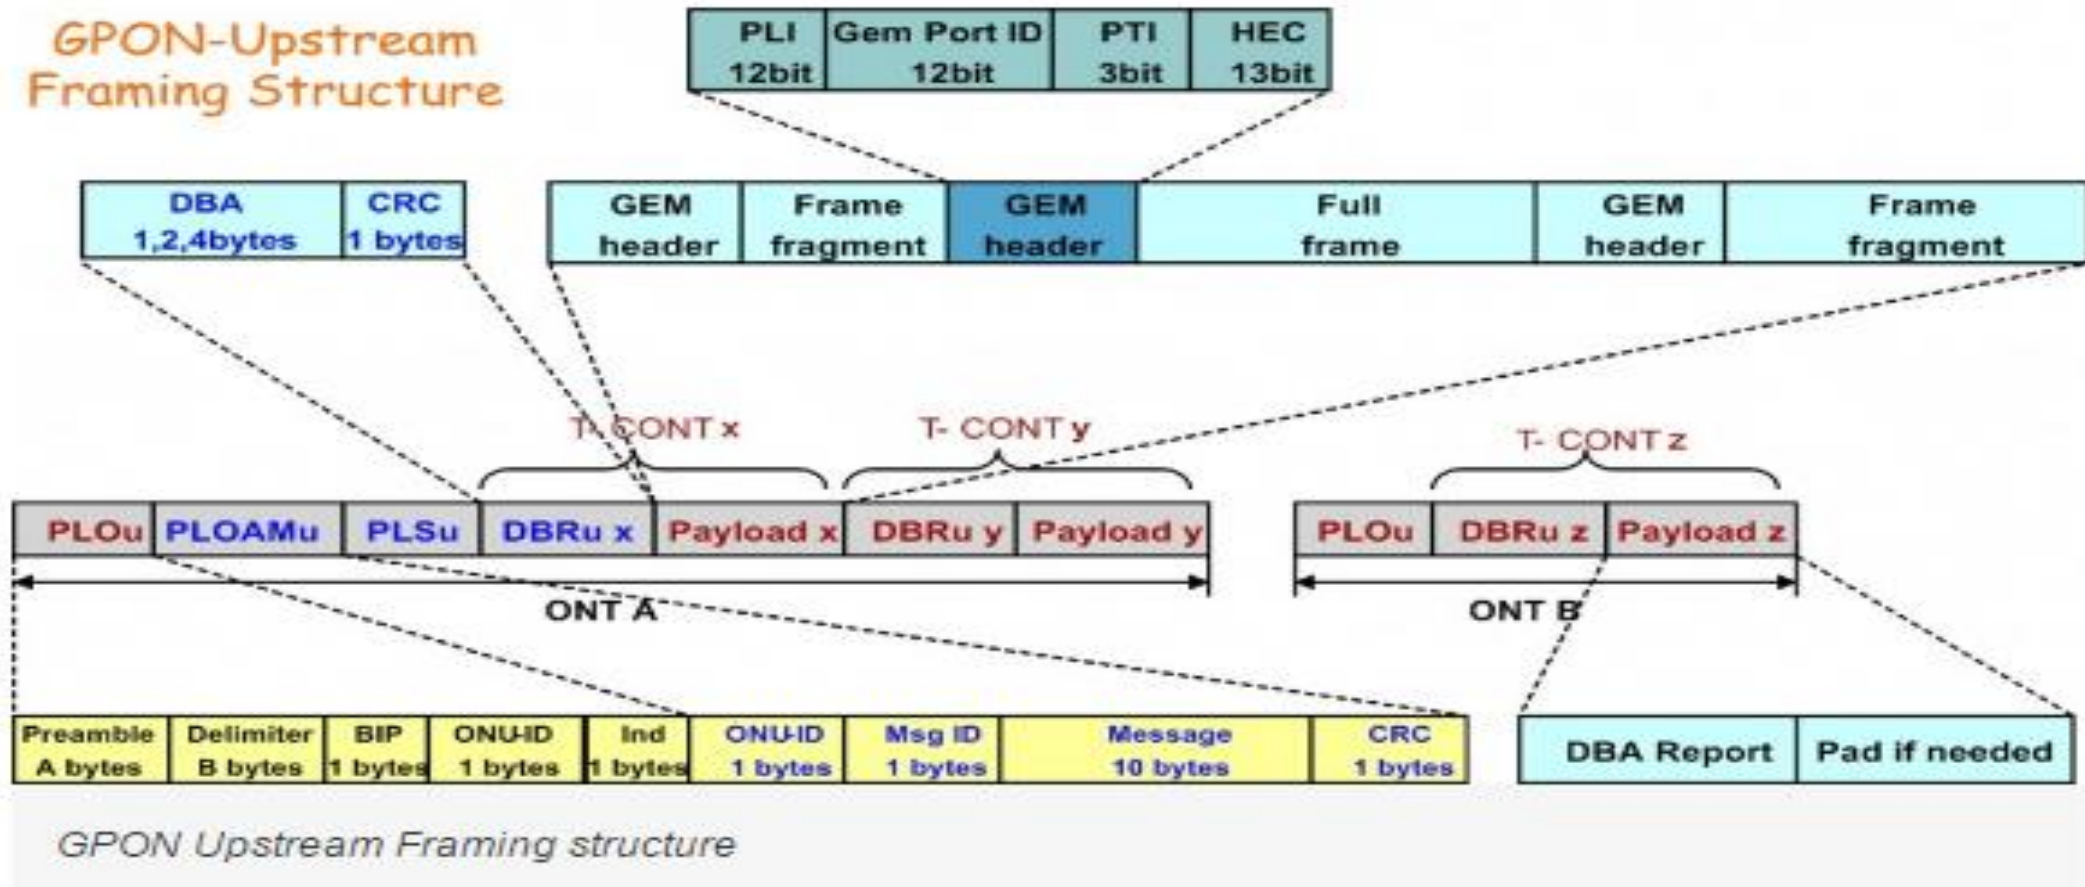 GPON-Upstream
Framing Structure
PLI Gem Port ID PTI HEC
12bit 12bit 3bit 13bit
DBA CRC
1,2,4bytes 1 bytes
GEM Frame GEM Full GEM Frame
header fragment header frame header fragment
T- CONT x T- CONT y T- CONT z
PLOu PLOAMu PLSu DBRu x Payload x DBRu y Payload y PLOu DBRu z Payload z
ONT A ONT B
Preamble Delimiter BIP ONU-ID Ind ONU-ID Msg ID Message CRC
A bytes B bytes 1 bytes 1 bytes 1 bytes 1 bytes 1 bytes 10 bytes 1 bytes
DBA Report Pad if needed
GPON Upstream Framing structure